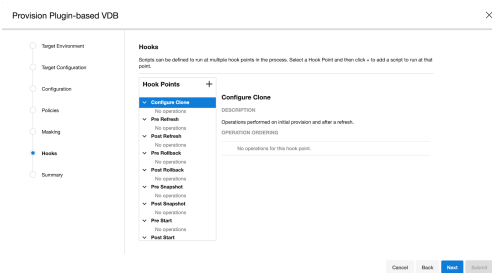 Provision Plugin-based VDB
Target Environment
Target Configuration
Configuration
Policies
Masking
Hooks
Summary
Hooks
Scripts can be defined to run at multiple hook points in the process. Select a Hook Point and then click + to add a script to run at that
point.
Hook Points +
Configure Clone
No operations
Pre Refresh
No operations
Post Refresh
No operations
Pre Rollback
No operations
Post Rollback
No operations
Pre Snapshot
No operations
Post Snapshot
No operations
Pre Start
No operations
Post Start
Configure Clone
DESCRIPTION
Operations performed on initial provision and after a refresh.
OPERATION ORDERING
No operations for this hook point.
Cancel Back Next Submit